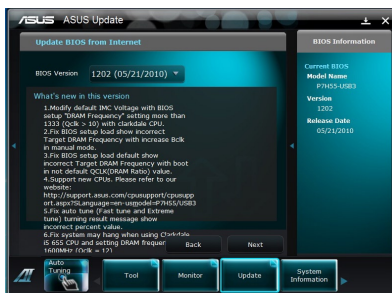 ASUS ASUS Update
Update BIOS from Internet
BIOS Version 1202 (05/21/2010)
What's new in this version
1.Modify default IMC Voltage with BIOS
setup "DRAM Frequency" setting more than
1333 (Qclk > 10) with clarkdale CPU.
2.Fix BIOS setup load show incorrect
Target DRAM Frequency with increase Bclk
in manual mode.
3.Fix BIOS setup load default show
incorrect Targert DRAM Frequency with boot
in not default QCLK(DRAM Ratio) value.
4.Support new CPUs. Please refer to our
website:
http://support.asus.com/cpusupport/cpusupp
ort.aspx?SLanguage=en-us&model=P7H55-USB3
5.Fix auto tune (Fast tune and Extreme
tune) turning result message show
incorrect percent value.
6.Fix system may hang when using Clarkdale
i5 655 CPU and setting DRAM frequen
1600MHz (Qclk = 12)
Back
Next
BIOS Information
Current BIOS
Model Name
P7H55-USB3
Version
1202
Release Date
05/21/2010
Auto
Tuning
Tool
Monitor
Update
System
Information